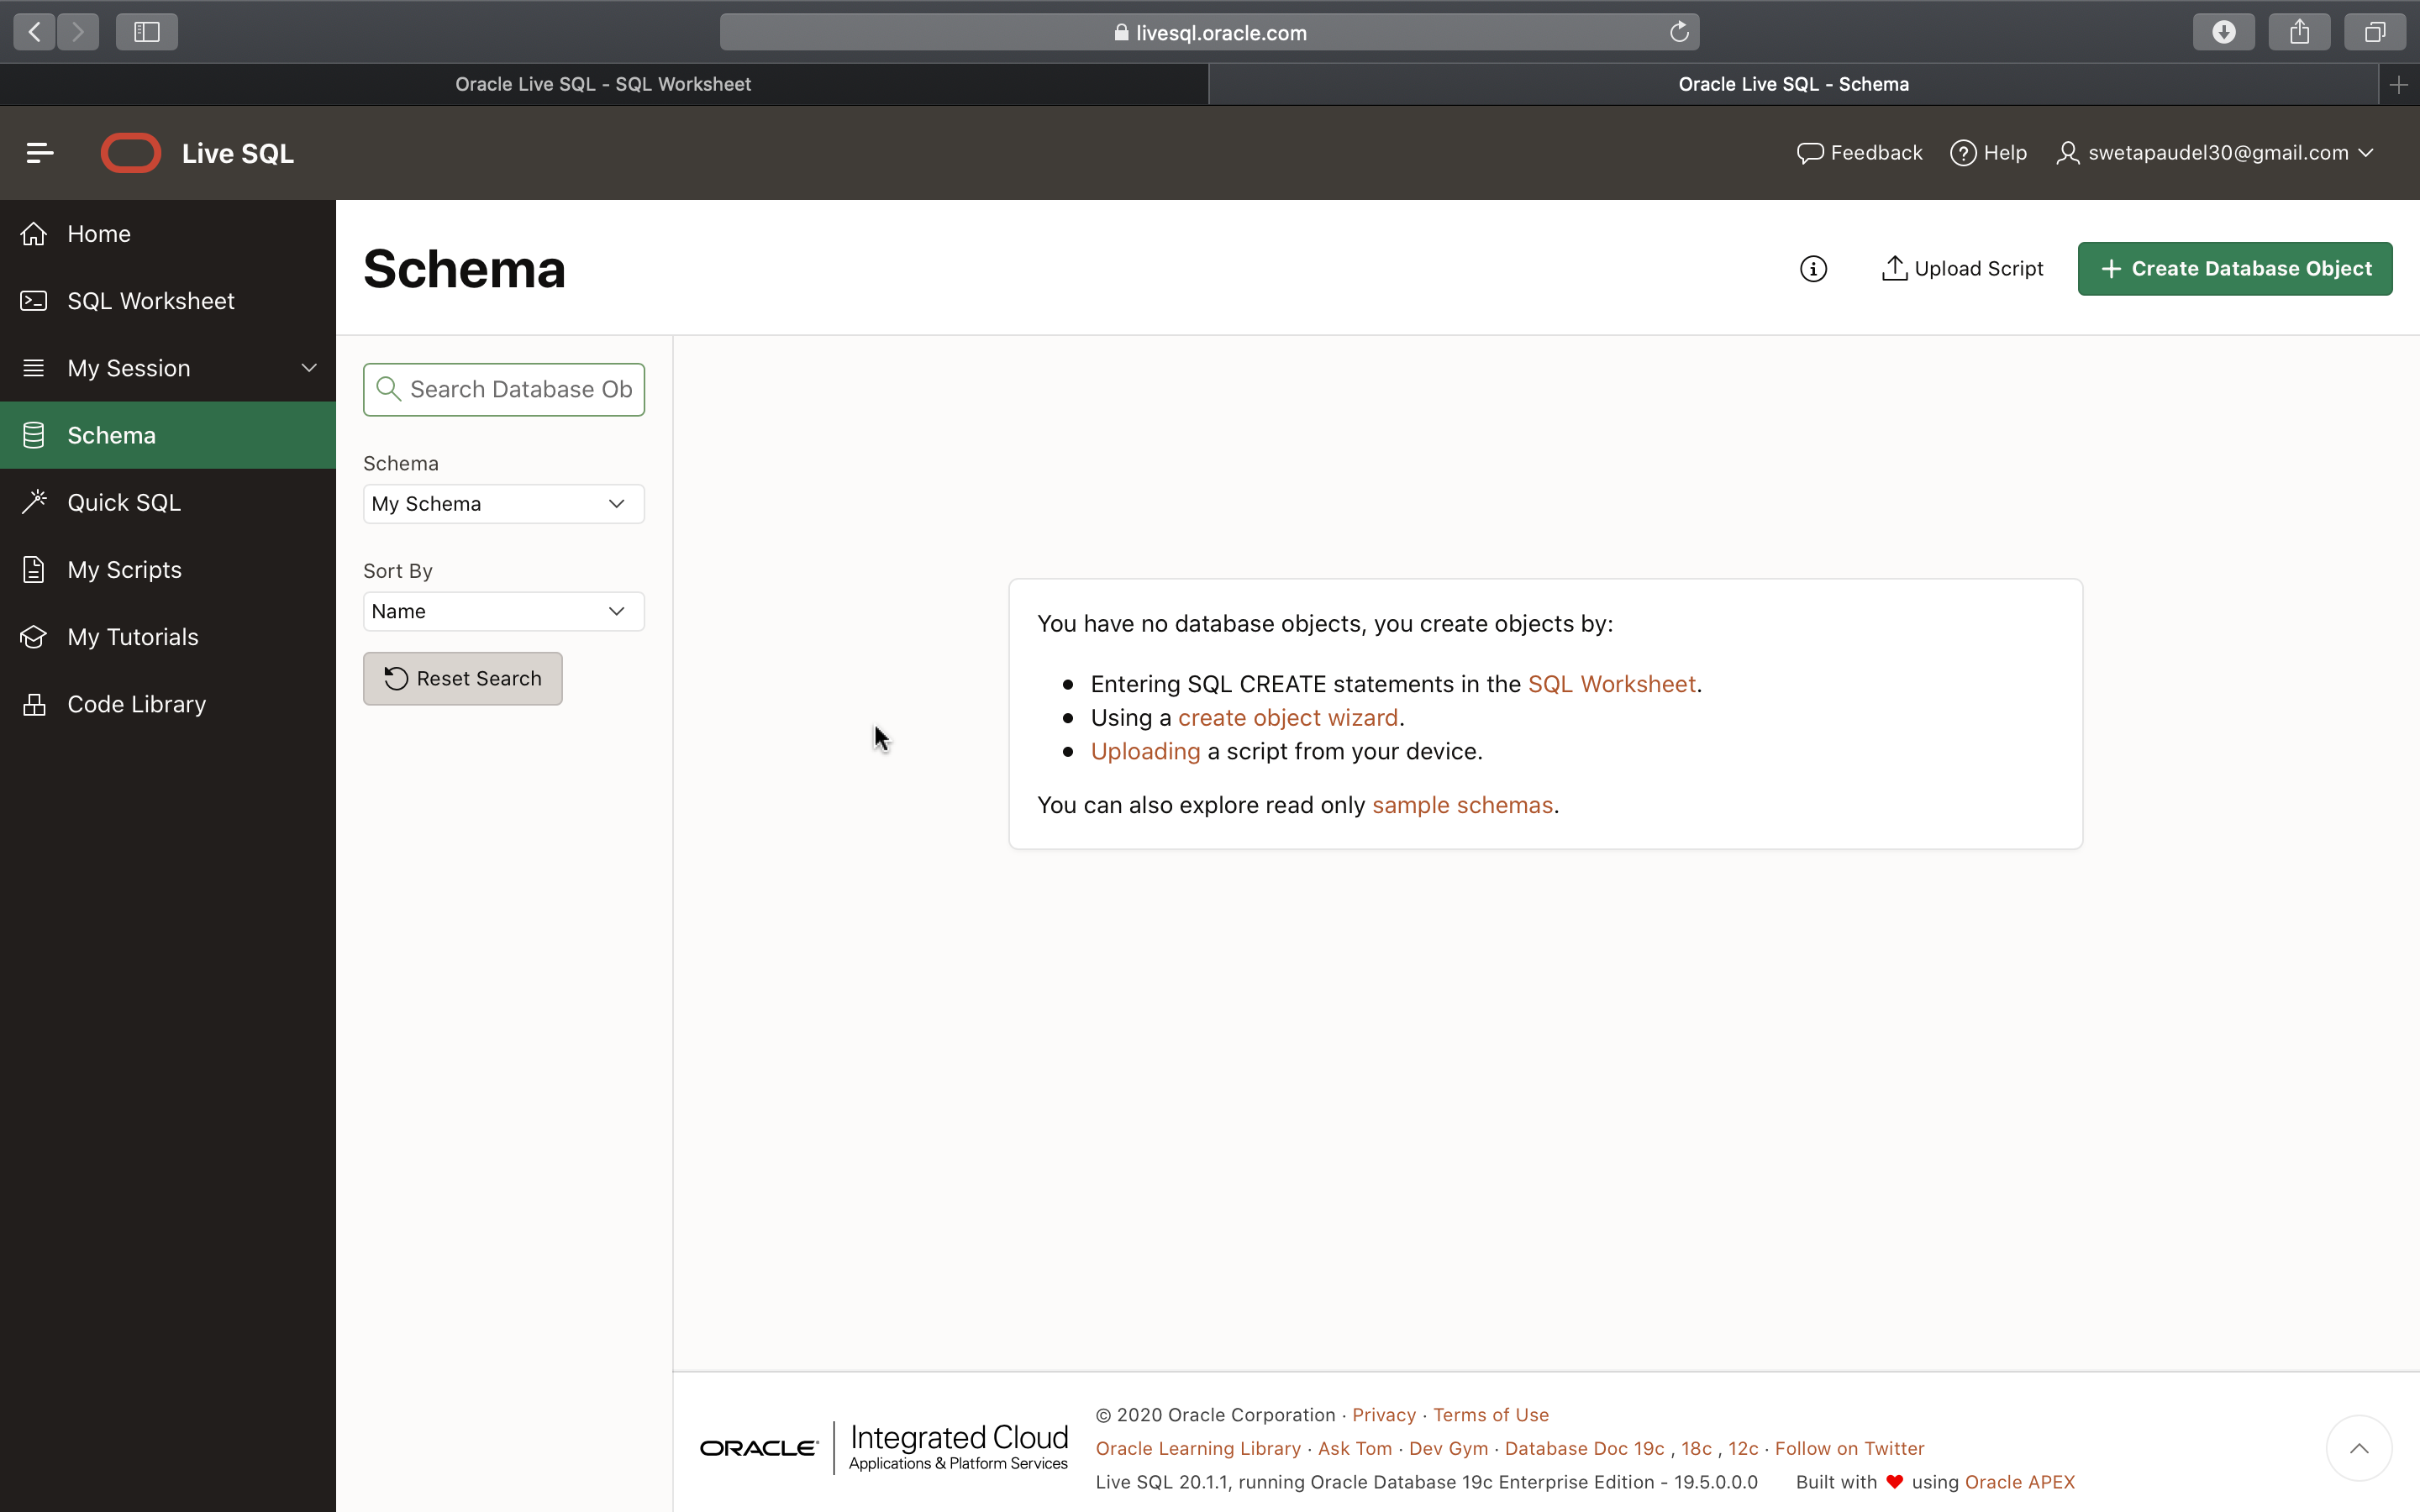 livesql.oracle.com
Oracle Live SQL - SQL Worksheet
Oracle Live SQL - Schema
Live SQL
Feedback
Help
swetapaudel30@gmail.com
Home
SQL Worksheet
My Session
Schema
Quick SQL
My Scripts
My Tutorials
Code Library
Schema
Upload Script
Create Database Object
Search Database Ob
Schema
My Schema
Sort By
Name
Reset Search
You have no database objects, you create objects by:
Entering SQL CREATE statements in the SQL Worksheet.
Using a create object wizard.
Uploading a script from your device.
You can also explore read only sample schemas.
ORACLE
Integrated Cloud
Applications & Platform Services
© 2020 Oracle Corporation · Privacy · Terms of Use
Oracle Learning Library · Ask Tom · Dev Gym · Database Doc 19c , 18c , 12c · Follow on Twitter
Live SQL 20.1.1, running Oracle Database 19c Enterprise Edition - 19.5.0.0.0 Built with ❤ using Oracle APEX